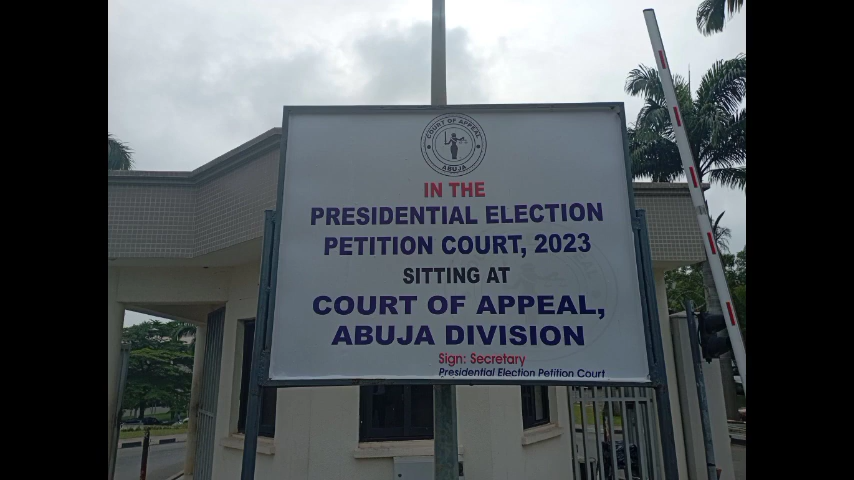 COURT OF APPEAL
ABUJA
IN THE
PRESIDENTIAL ELECTION
PETITION COURT, 2023
SITTING AT
COURT OF APPEAL,
ABUJA DIVISION
Sign: Secretary
Presidential Election Petition Court